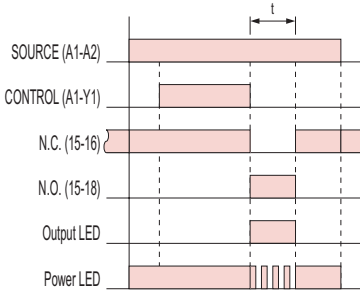 t
SOURCE (A1-A2)
CONTROL (A1-Y1)
N.C. (15-16)
N.O. (15-18)
Output LED
Power LED